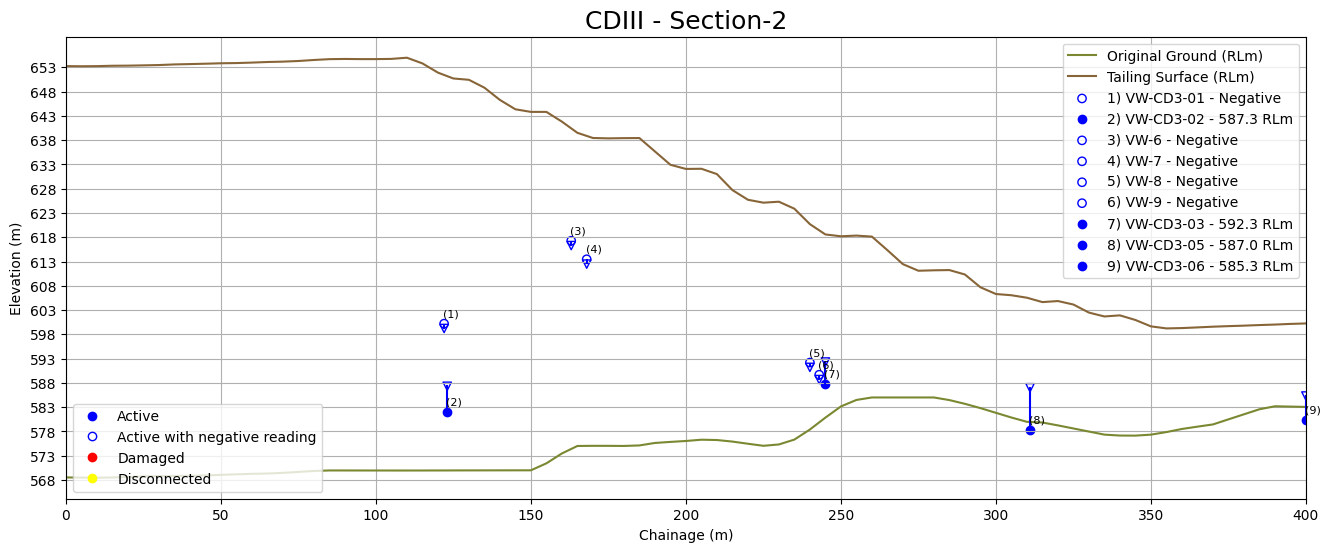 CDIII - Section-2
Elevation (m)
653
648
643
638
633
628
623
618
613
608
603
598
593
588
583
578
573
568
Original Ground (RLm)
Tailing Surface (RLm)
1) VW-CD3-01 - Negative
2) VW-CD3-02 - 587.3 RLm
3) VW-6 - Negative
4) VW-7 - Negative
5) VW-8 - Negative
6) VW-9 - Negative
7) VW-CD3-03 - 592.3 RLm
8) VW-CD3-05 - 587.0 RLm
9) VW-CD3-06 - 585.3 RLm
(3)
(4)
(1)
(5)
(6)
(7)
(2)
(9)
(8)
Active
Active with negative reading
Damaged
Disconnected
0 50 100 150 200 250 300 350 400
Chainage (m)